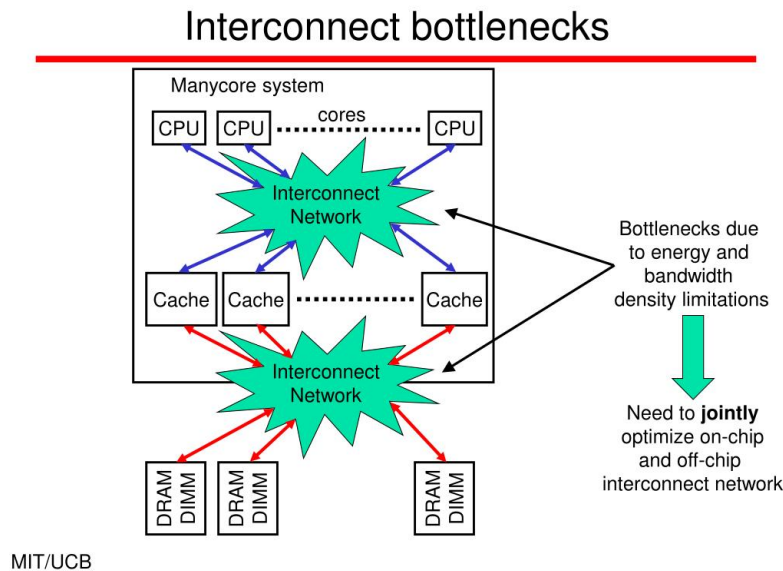 Interconnect bottlenecks
Manycore system
cores
CPU
CPU
CPU
Interconnect
Network
Cache
Cache
Cache
Interconnect
Network
DRAM
DIMM
DRAM
DIMM
DRAM
DIMM
Bottlenecks due
to energy and
bandwidth
density limitations
Need to jointly
optimize on-chip
and off-chip
interconnect network
MIT/UCB